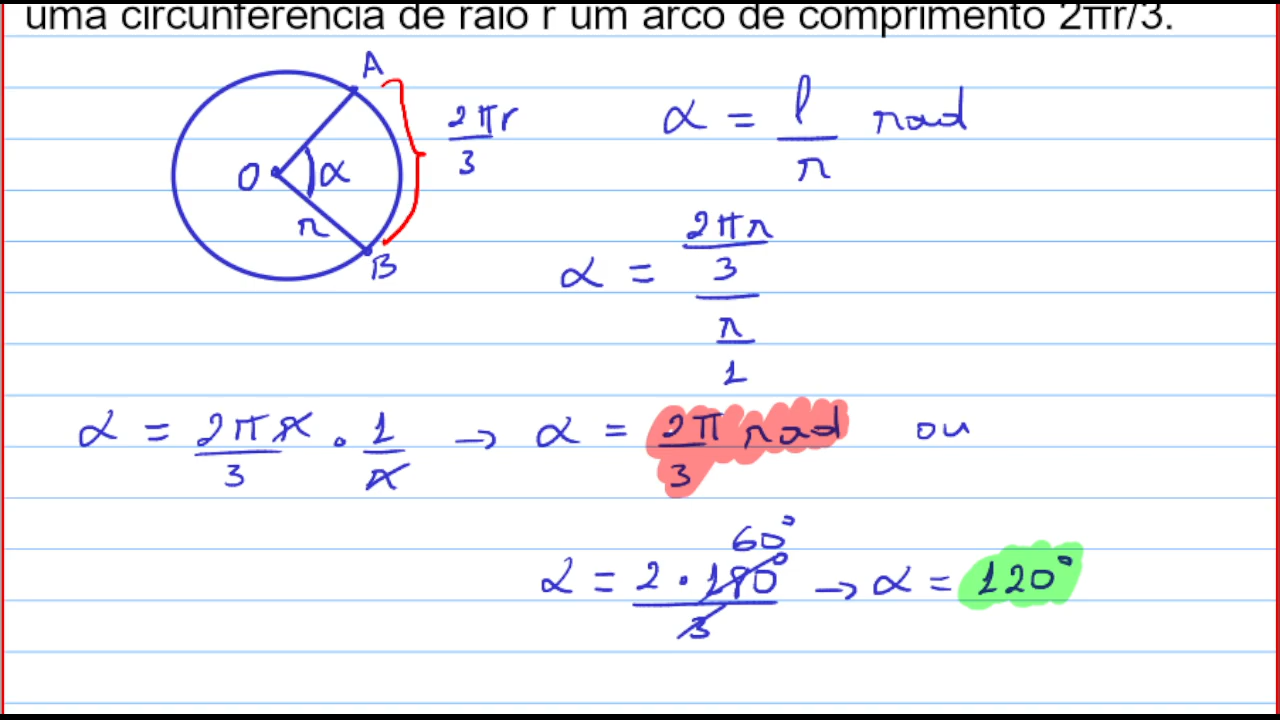 uma circunferência de raio r um arco de comprimento 2πr/3.
A
O α r B
2πr/3
α = l/r rad
α = (2πr/3)/(r/1)
α = 2πr/3 . 1/r → α = 2π/3 rad ou
60°
α = 2 . 180°/3 → α = 120°